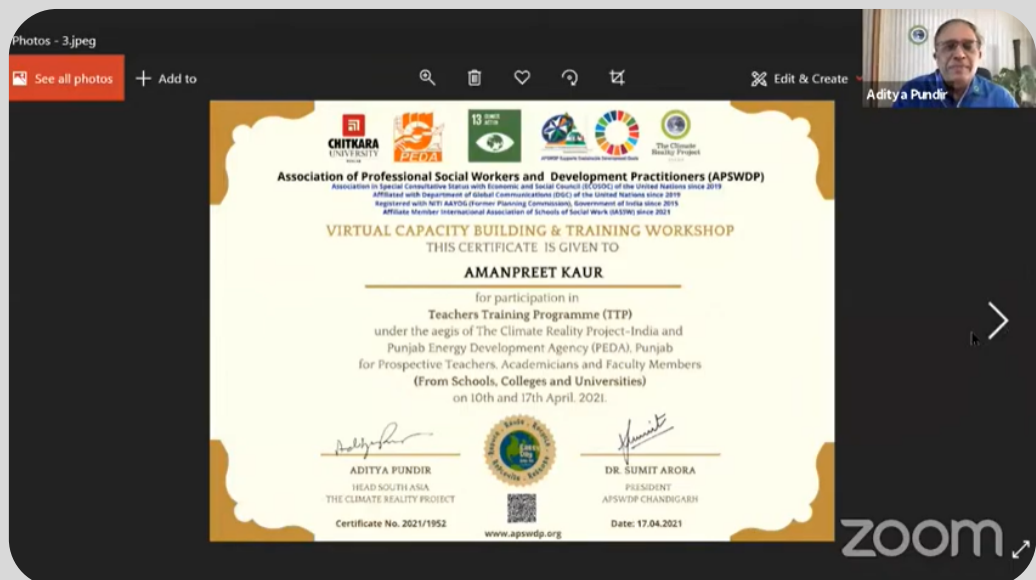 Photos - 3.jpeg
See all photos
Add to
Edit & Create
Aditya Pundir
CHITKARA
UNIVERSITY
PEDA
13 CLIMATE
ACTION
APSWDP Supports Sustainable Development Goals
The Climate
Reality Project
Association of Professional Social Workers and Development Practitioners (APSWDP)
Association in Special Consultative Status with Economic and Social Council (ECOSOC) of the United Nations since 2019
Affiliated with Department of Global Communications (DGC) of the United Nations since 2019
Registered with NITI AAYOG (Former Planning Commission), Government of India since 2015
Affiliate Member International Association of Schools of Social Work (IASSW) since 2021
VIRTUAL CAPACITY BUILDING & TRAINING WORKSHOP
THIS CERTIFICATE IS GIVEN TO
AMANPREET KAUR
for participation in
Teachers Training Programme (TTP)
under the aegis of The Climate Reality Project-India and
Punjab Energy Development Agency (PEDA), Punjab
for Prospective Teachers, Academicians and Faculty Members
(From Schools, Colleges and Universities)
on 10th and 17th April, 2021.
ADITYA PUNDIR
HEAD SOUTH ASIA
THE CLIMATE REALITY PROJECT
DR. SUMIT ARORA
PRESIDENT
APSWDP CHANDIGARH
Certificate No. 2021/1952
Date: 17.04.2021
www.apswdp.org
zoom